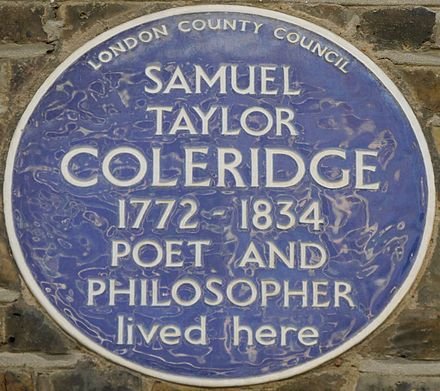 LONDON COUNTY COUNCIL
SAMUEL
TAYLOR
COLERIDGE
1772 - 1834
POET AND
PHILOSOPHER
lived here